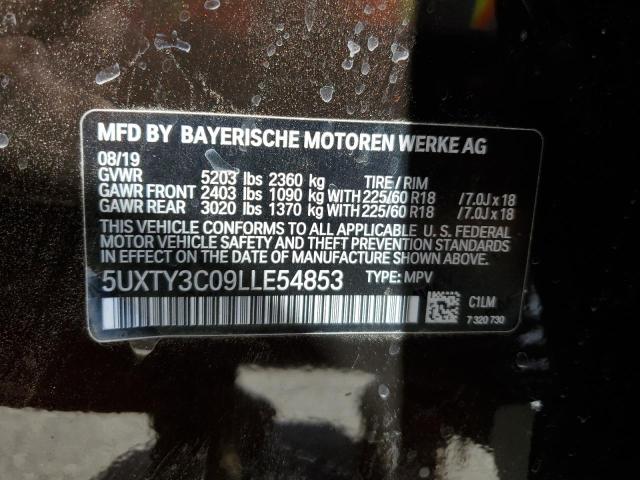 MFD BY BAYERISCHE MOTOREN WERKE AG
08/19
GVWR 5203 lbs 2360 kg TIRE / RIM
GAWR FRONT 2403 lbs 1090 kg WITH 225/60 R18 /7.0J x 18
GAWR REAR 3020 lbs 1370 kg WITH 225/60 R18 /7.0J x 18
THIS VEHICLE CONFORMS TO ALL APPLICABLE U. S. FEDERAL
MOTOR VEHICLE SAFETY AND THEFT PREVENTION STANDARDS
IN EFFECT ON THE DATE OF MANUFACTURE SHOWN ABOVE.
5UXTY3C09LLE54853 TYPE: MPV
C1LM
7 320 730